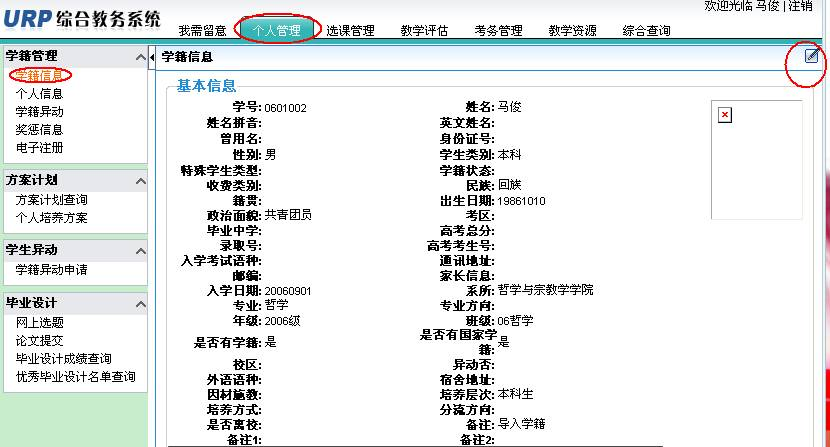 URP 综合教务系统
欢迎光临 马俊 | 注销
我需留意 个人管理 选课管理 教学评估 考务管理 教学资源 综合查询
学籍管理
学籍信息
个人信息
学籍异动
奖惩信息
电子注册
方案计划
方案计划查询
个人培养方案
学生异动
学籍异动申请
毕业设计
网上选题
论文提交
毕业设计成绩查询
优秀毕业设计名单查询
学籍信息
基本信息
学号: 0601002 姓名: 马俊
姓名拼音: 英文姓名:
曾用名: 身份证号:
性别: 男 学生类别: 本科
特殊学生类型: 学籍状态:
收费类别: 民族: 回族
籍贯: 出生日期: 19861010
政治面貌: 共青团员 考区:
毕业中学: 高考总分:
录取号: 高考考生号:
入学考试语种: 通讯地址:
邮编: 家长信息:
入学日期: 20060901 系所: 哲学与宗教学学院
专业: 哲学 专业方向:
年级: 2006级 班级: 06哲学
是否有学籍: 是 是否有国家学籍: 是
校区: 异动否:
外语语种: 宿舍地址:
因材施教: 培养层次: 本科生
培养方式: 分流方向:
是否离校: 备注: 导入学籍
备注1: 备注2: